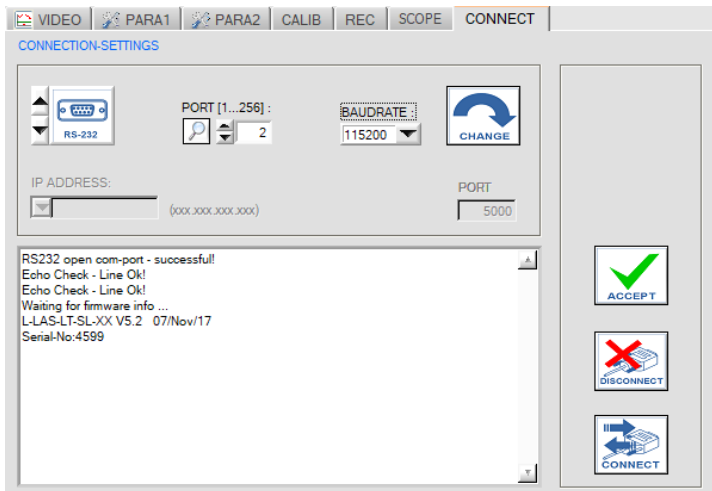 VIDEO PARA1 PARA2 CALIB REC SCOPE CONNECT
CONNECTION-SETTINGS
RS-232
PORT [1...256] :
2
BAUDRATE :
115200
CHANGE
IP ADDRESS:
(xxx.xxx.xxx.xxx)
PORT
5000
RS232 open com-port - successful!
Echo Check - Line Ok!
Echo Check - Line Ok!
Waiting for firmware info ...
L-LAS-LT-SL-XX V5.2 07/Nov/17
Serial-No:4599
ACCEPT
DISCONNECT
CONNECT